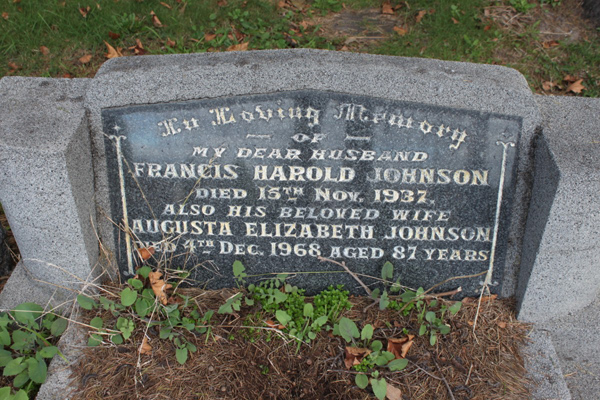 In Loving Memory
— OF —
MY DEAR HUSBAND
FRANCIS HAROLD JOHNSON
DIED 15TH NOV. 1937.
ALSO HIS BELOVED WIFE
AUGUSTA ELIZABETH JOHNSON
DIED 4TH DEC. 1968 AGED 87 YEARS